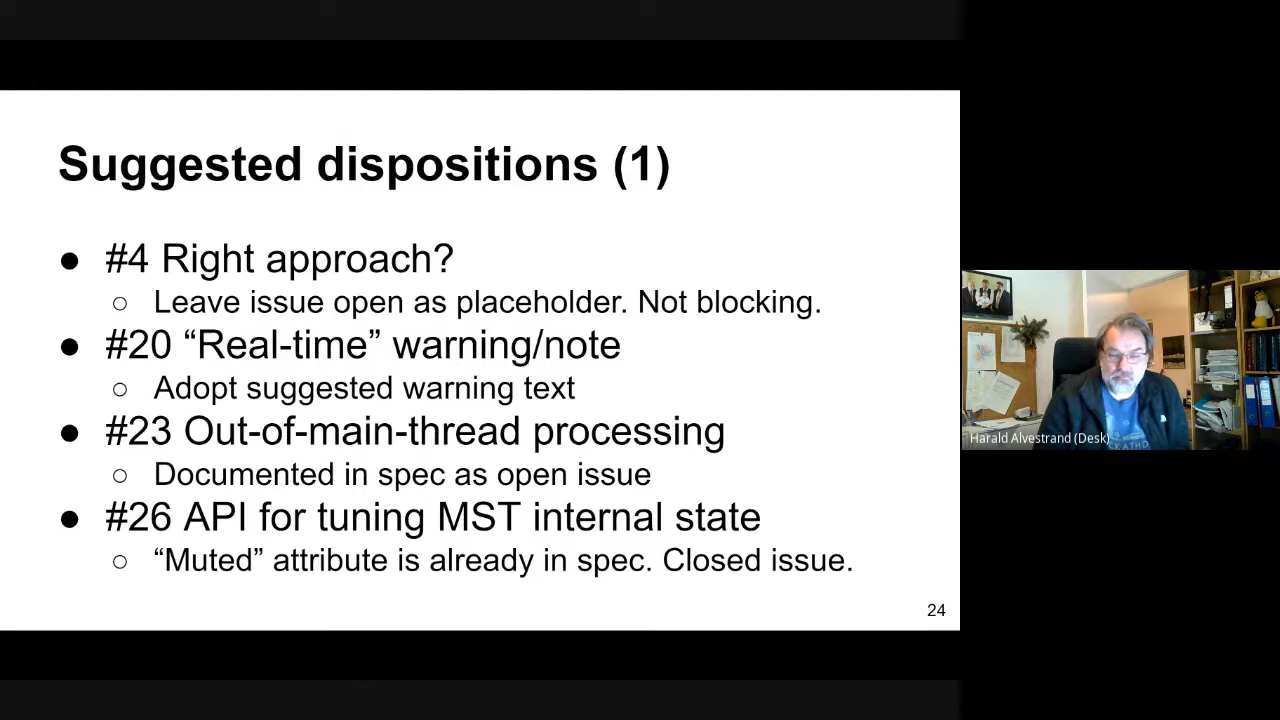 Suggested dispositions (1)
● #4 Right approach?
○ Leave issue open as placeholder. Not blocking.
● #20 “Real-time” warning/note
○ Adopt suggested warning text
● #23 Out-of-main-thread processing
○ Documented in spec as open issue
● #26 API for tuning MST internal state
○ “Muted” attribute is already in spec. Closed issue.
24
Harald Alvestrand (Desk)